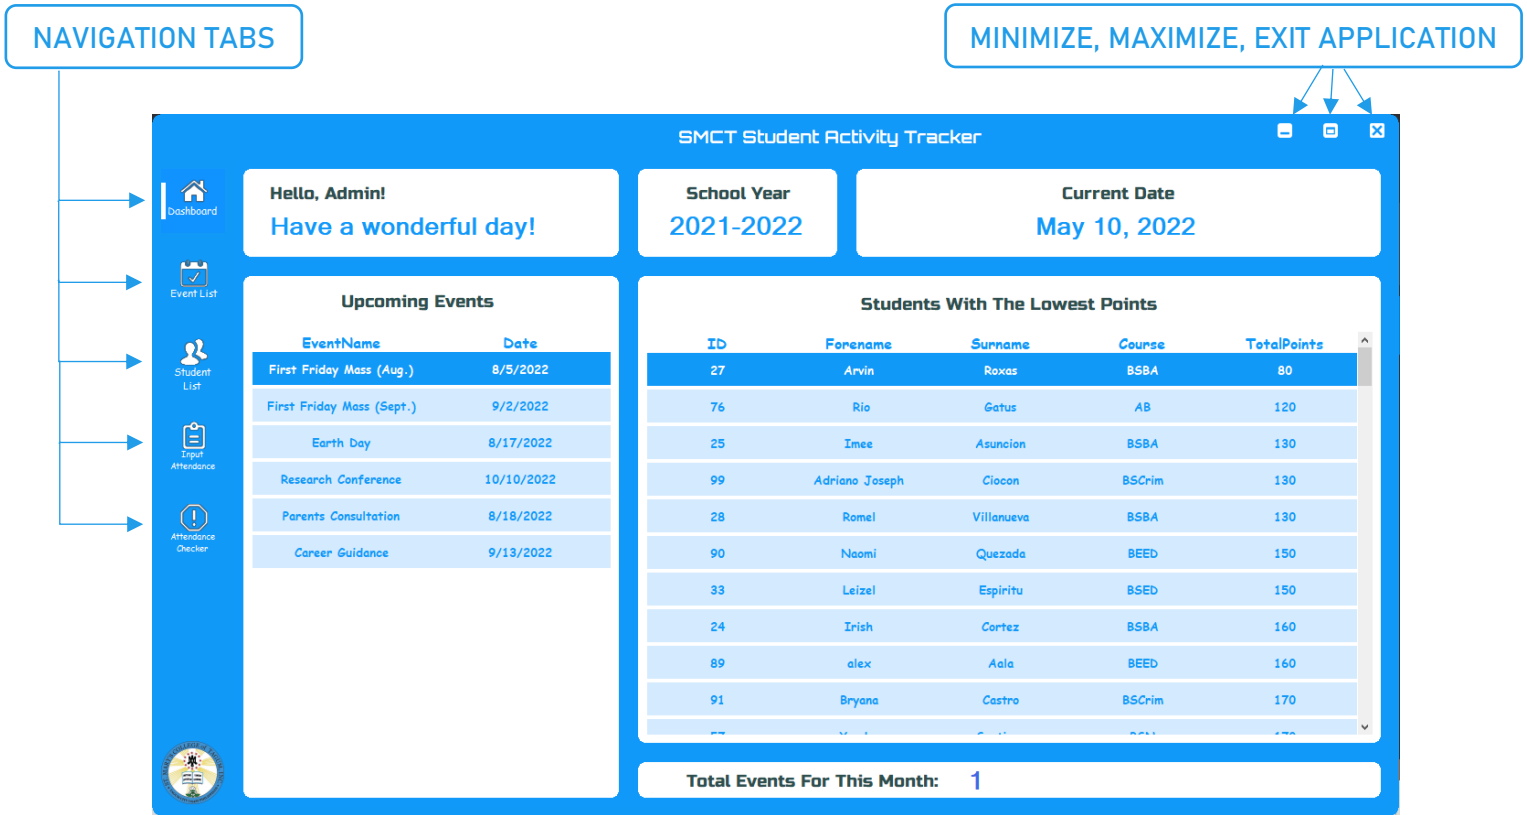 NAVIGATION TABS
MINIMIZE, MAXIMIZE, EXIT APPLICATION
SMCT Student Activity Tracker
Dashboard
Event List
Student
List
Input
Attendance
Attendance
Checker
Hello, Admin!
Have a wonderful day!
School Year
2021-2022
Current Date
May 10, 2022
Upcoming Events
EventName Date
First Friday Mass (Aug.) 8/5/2022
First Friday Mass (Sept.) 9/2/2022
Earth Day 8/17/2022
Research Conference 10/10/2022
Parents Consultation 8/18/2022
Career Guidance 9/13/2022
Students With The Lowest Points
ID Forename Surname Course TotalPoints
27 Arvin Roxas BSBA 80
76 Rio Gatus AB 120
25 Imee Asuncion BSBA 130
99 Adriano Joseph Ciocon BSCrim 130
28 Romel Villanueva BSBA 130
90 Naomi Quezada BEED 150
33 Leizel Espiritu BSED 150
24 Irish Cortez BSBA 160
89 alex Aala BEED 160
91 Bryana Castro BSCrim 170
Total Events For This Month: 1